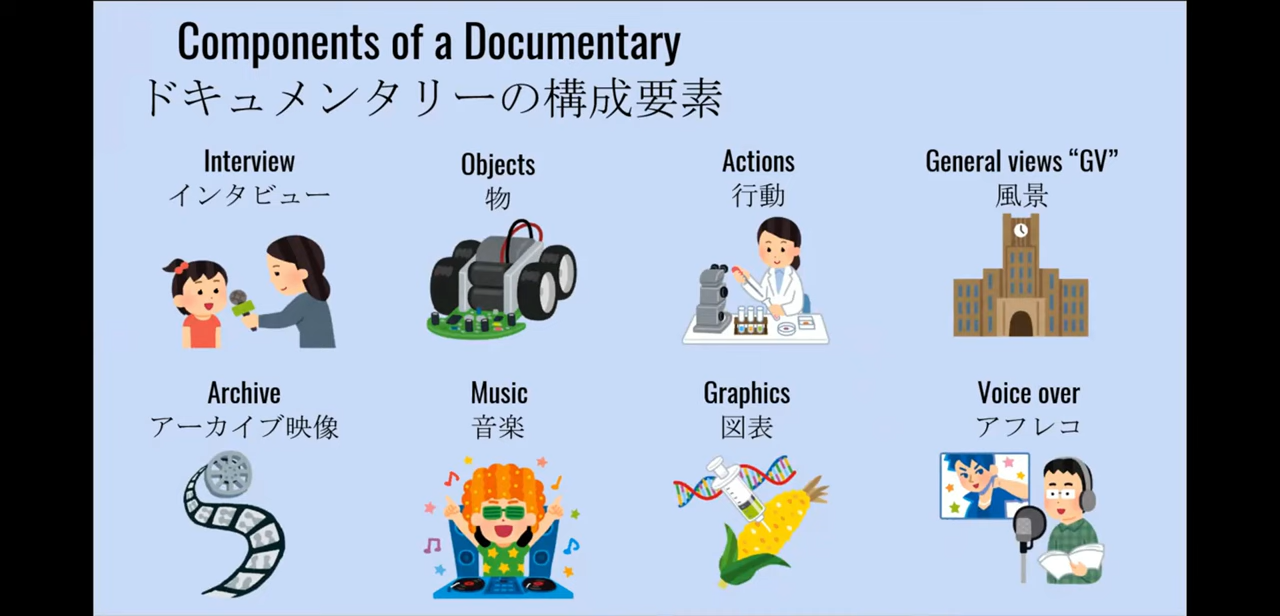 Components of a Documentary
ドキュメンタリーの構成要素
Interview
インタビュー
Objects
物
Actions
行動
General views “GV”
風景
Archive
アーカイブ映像
Music
音楽
Graphics
図表
Voice over
アフレコ